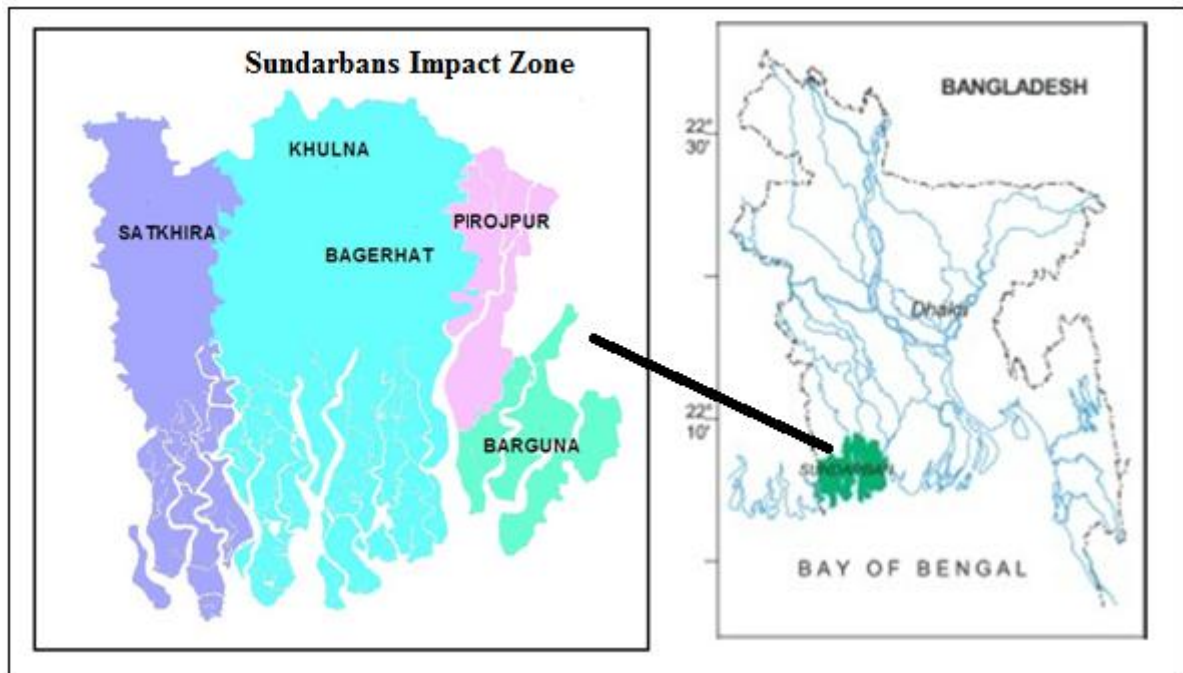 Sundarbans Impact Zone
KHULNA
SATKHIRA
PIROJPUR
BAGERHAT
BARGUNA
BANGLADESH
22°
30'
Dhaka
22°
10'
SUNDARBAN
BAY OF BENGAL